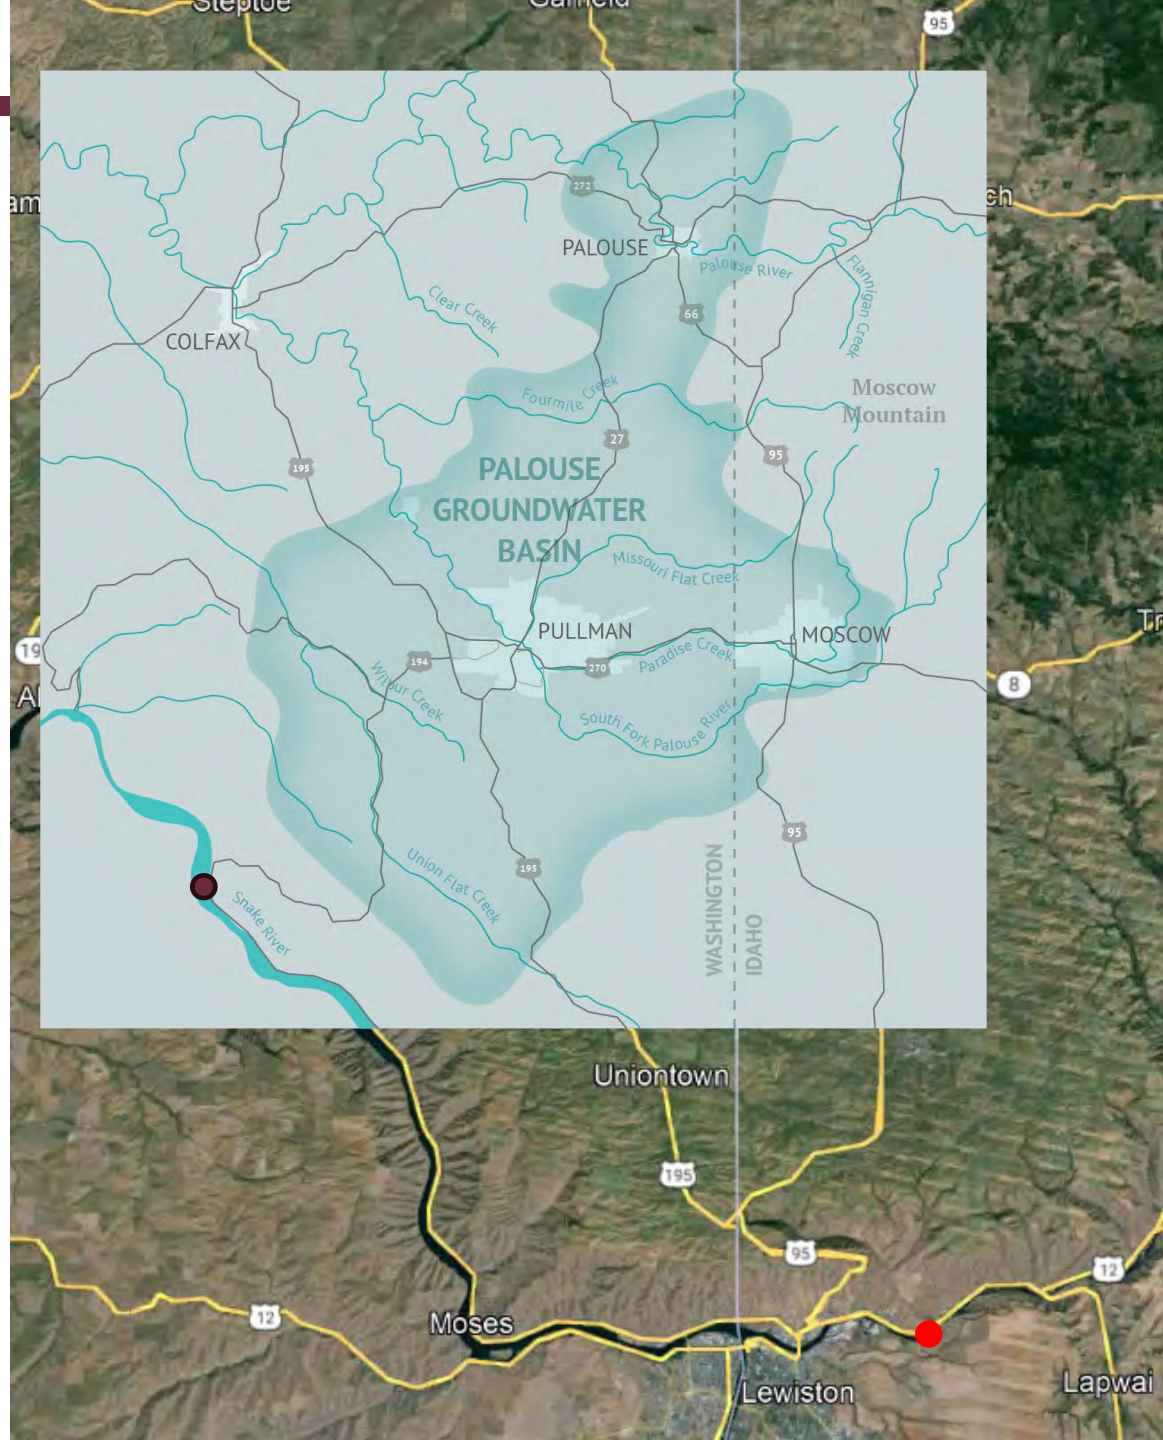 Steptoe
Garfield
95
272
PALOUSE
Palouse River
Flannigan Creek
Clear Creek
66
COLFAX
Moscow
Mountain
Fourmile Creek
27
95
195
PALOUSE
GROUNDWATER
BASIN
Missouri Flat Creek
PULLMAN
MOSCOW
194
270
Paradise Creek
Wilbur Creek
8
South Fork Palouse River
95
195
Union Flat Creek
WASHINGTON
IDAHO
Snake River
Uniontown
195
95
12
12
Moses
Lewiston
Lapwai